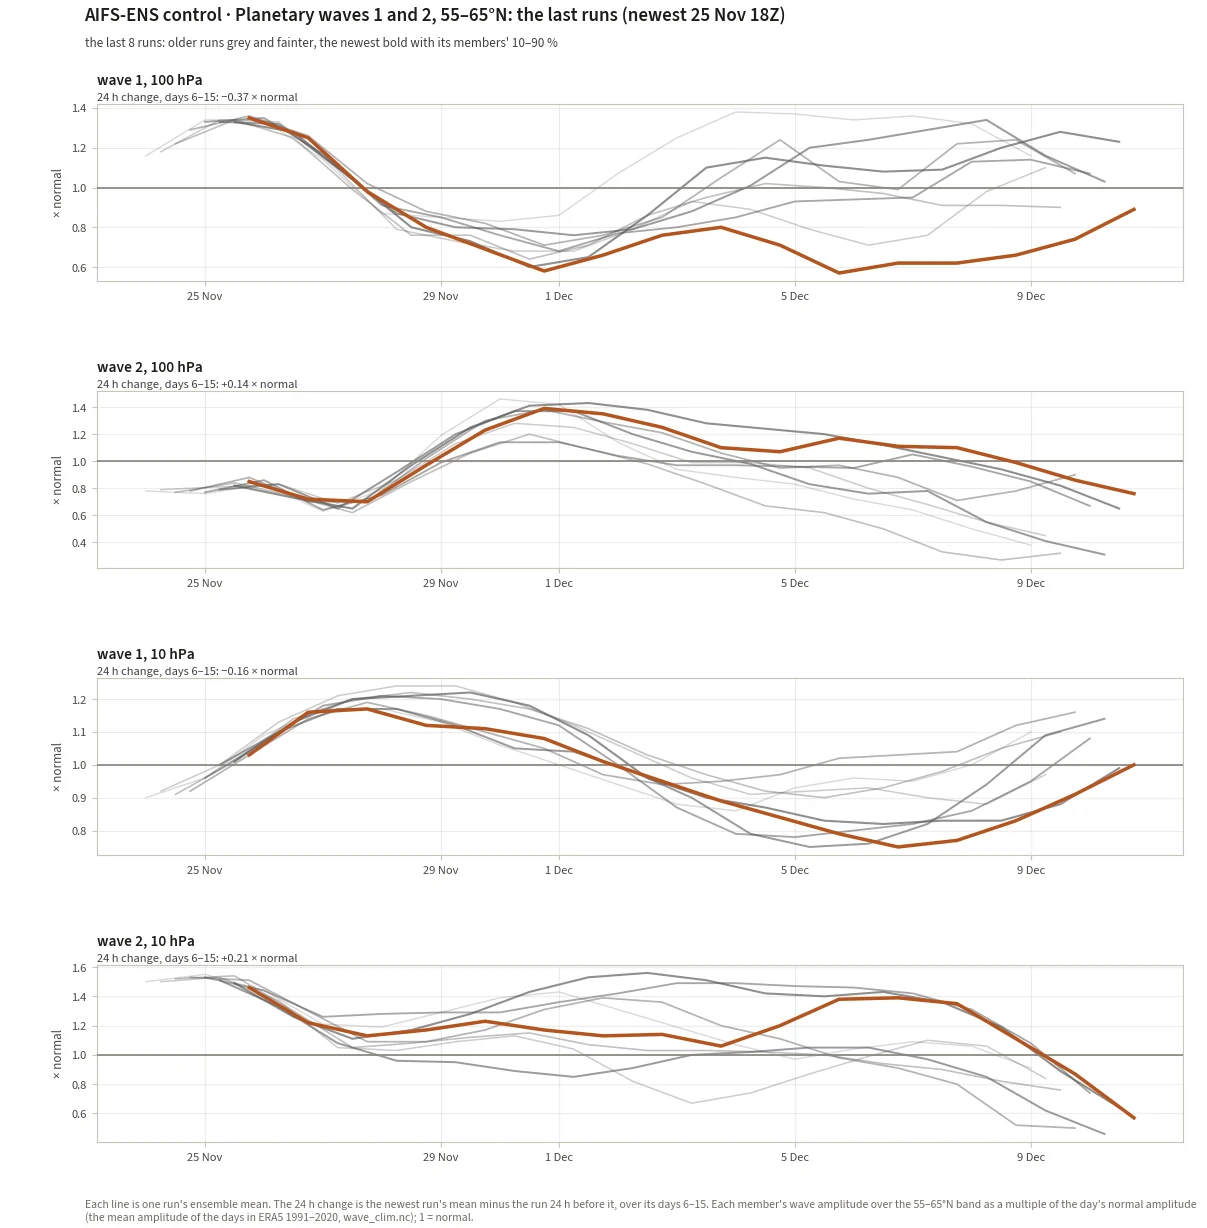 AIFS-ENS control · Planetary waves 1 and 2, 55–65°N: the last runs (newest 25 Nov 18Z)
the last 8 runs: older runs grey and fainter, the newest bold with its members' 10–90 %
wave 1, 100 hPa
24 h change, days 6–15: −0.37 × normal
1.4
1.2
1.0
0.8
0.6
× normal
25 Nov
29 Nov
1 Dec
5 Dec
9 Dec
wave 2, 100 hPa
24 h change, days 6–15: +0.14 × normal
1.4
1.2
1.0
0.8
0.6
0.4
× normal
25 Nov
29 Nov
1 Dec
5 Dec
9 Dec
wave 1, 10 hPa
24 h change, days 6–15: −0.16 × normal
1.2
1.1
1.0
0.9
0.8
× normal
25 Nov
29 Nov
1 Dec
5 Dec
9 Dec
wave 2, 10 hPa
24 h change, days 6–15: +0.21 × normal
1.6
1.4
1.2
1.0
0.8
0.6
× normal
25 Nov
29 Nov
1 Dec
5 Dec
9 Dec
Each line is one run's ensemble mean. The 24 h change is the newest run's mean minus the run 24 h before it, over its days 6–15. Each member's wave amplitude over the 55–65°N band as a multiple of the day's normal amplitude
(the mean amplitude of the days in ERA5 1991–2020, wave_clim.nc); 1 = normal.